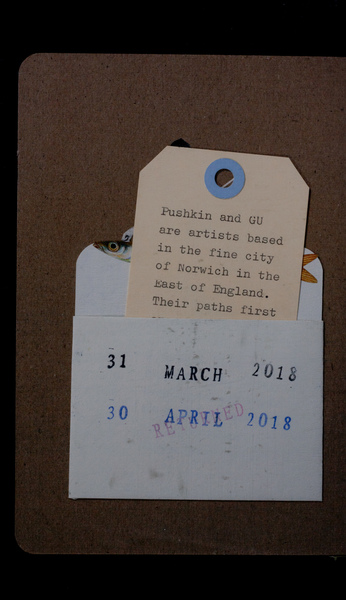 Pushkin and GU
are artists based
in the fine city
of Norwich in the
East of England.
Their paths first
31 MARCH 2018
30 APRIL 2018
RETURNED